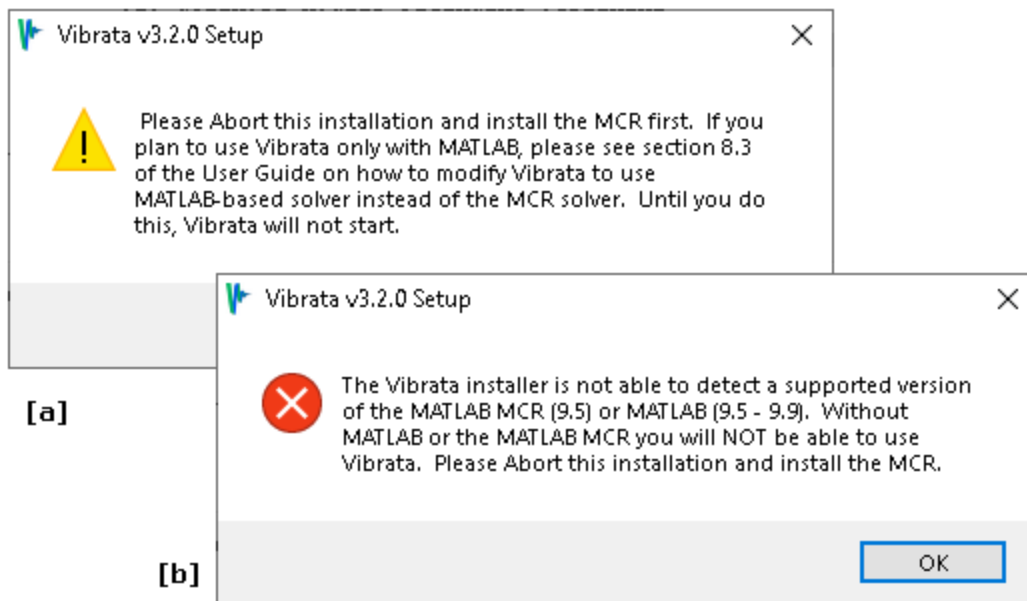 Vibrata v3.2.0 Setup
Please Abort this installation and install the MCR first.  If you
plan to use Vibrata only with MATLAB, please see section 8.3
of the User Guide on how to modify Vibrata to use
MATLAB-based solver instead of the MCR solver.  Until you do
this, Vibrata will not start.
[a]
Vibrata v3.2.0 Setup
The Vibrata installer is not able to detect a supported version
of the MATLAB MCR (9.5) or MATLAB (9.5 - 9.9).  Without
MATLAB or the MATLAB MCR you will NOT be able to use
Vibrata.  Please Abort this installation and install the MCR.
OK
[b]